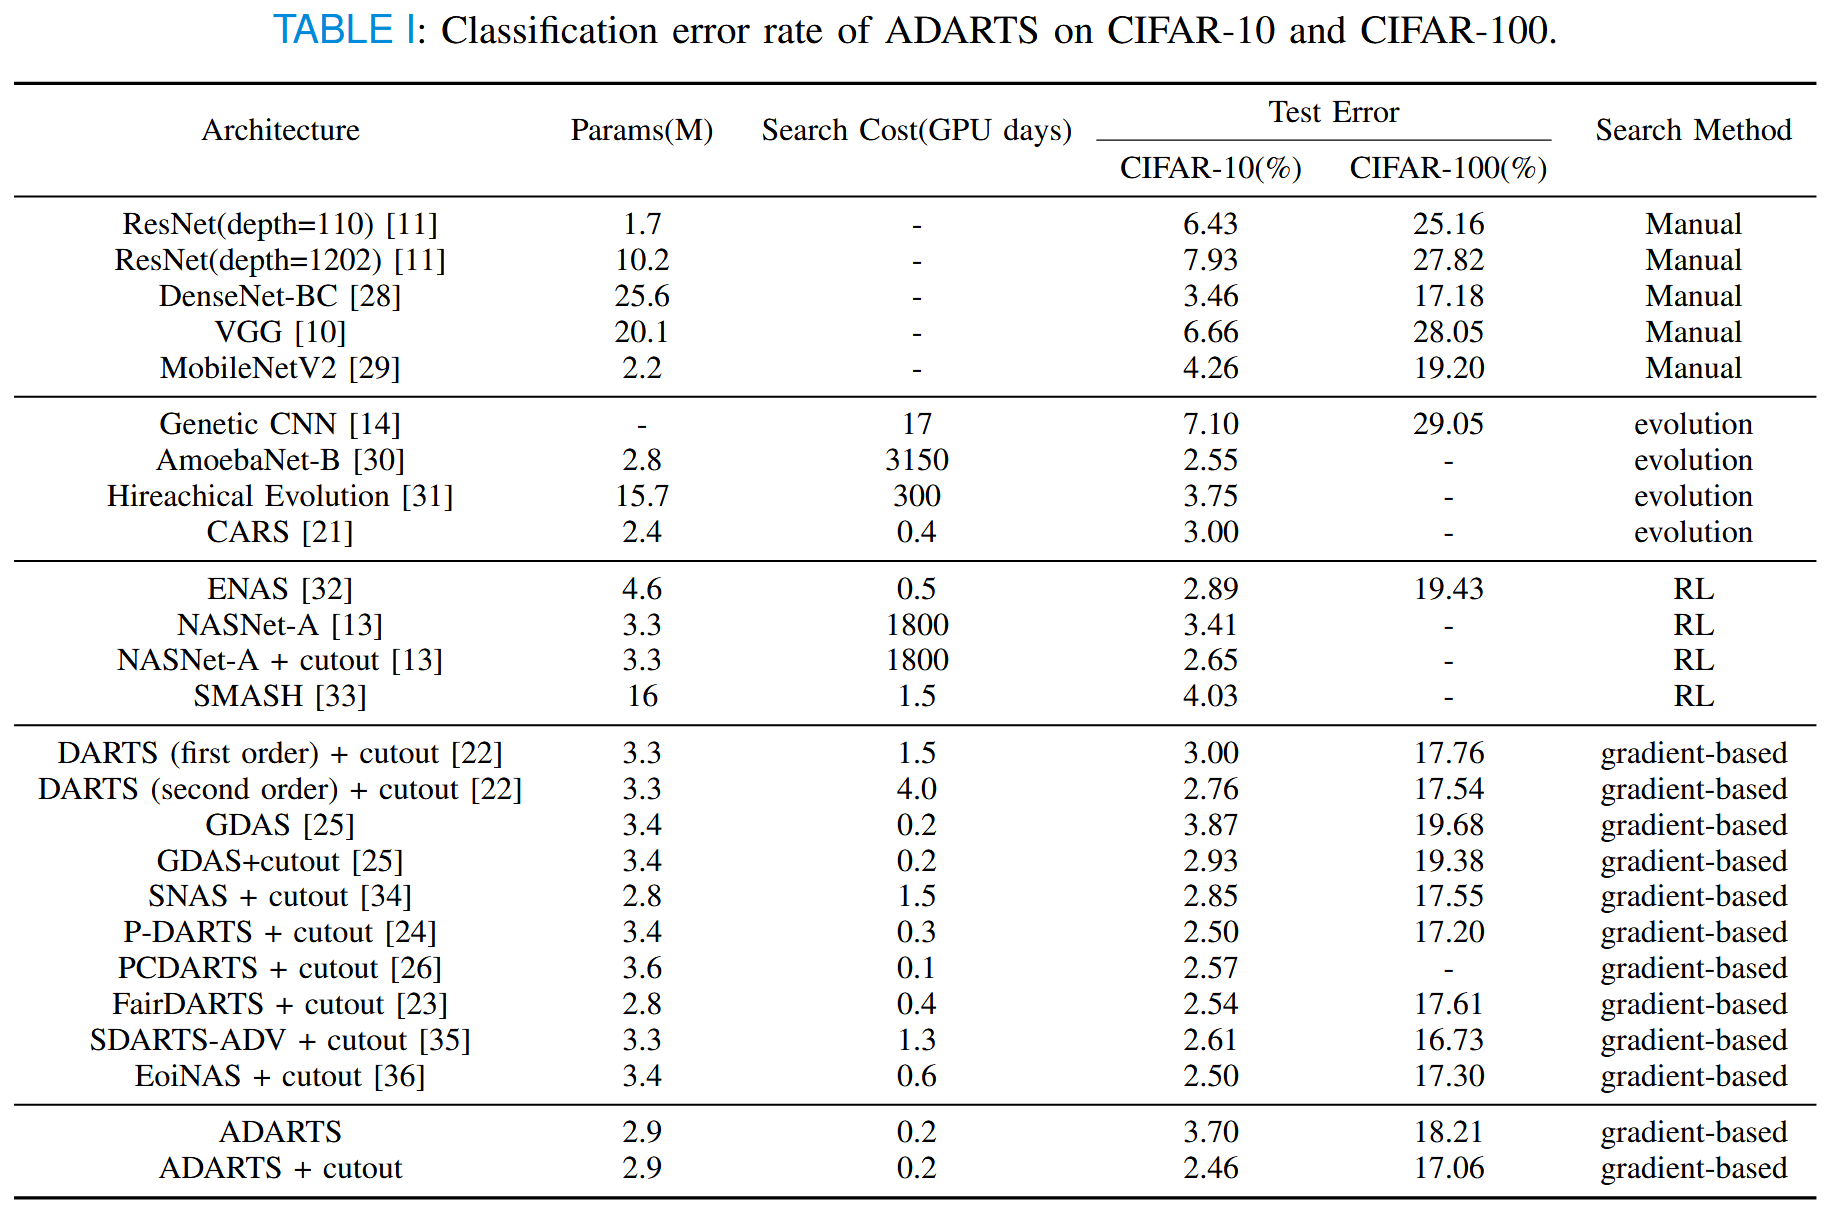 TABLE I: Classification error rate of ADARTS on CIFAR-10 and CIFAR-100.
Architecture Params(M) Search Cost(GPU days) Test Error Search Method
CIFAR-10(%) CIFAR-100(%)
ResNet(depth=110) [11] 1.7 - 6.43 25.16 Manual
ResNet(depth=1202) [11] 10.2 - 7.93 27.82 Manual
DenseNet-BC [28] 25.6 - 3.46 17.18 Manual
VGG [10] 20.1 - 6.66 28.05 Manual
MobileNetV2 [29] 2.2 - 4.26 19.20 Manual
Genetic CNN [14] - 17 7.10 29.05 evolution
AmoebaNet-B [30] 2.8 3150 2.55 - evolution
Hireachical Evolution [31] 15.7 300 3.75 - evolution
CARS [21] 2.4 0.4 3.00 - evolution
ENAS [32] 4.6 0.5 2.89 19.43 RL
NASNet-A [13] 3.3 1800 3.41 - RL
NASNet-A + cutout [13] 3.3 1800 2.65 - RL
SMASH [33] 16 1.5 4.03 - RL
DARTS (first order) + cutout [22] 3.3 1.5 3.00 17.76 gradient-based
DARTS (second order) + cutout [22] 3.3 4.0 2.76 17.54 gradient-based
GDAS [25] 3.4 0.2 3.87 19.68 gradient-based
GDAS+cutout [25] 3.4 0.2 2.93 19.38 gradient-based
SNAS + cutout [34] 2.8 1.5 2.85 17.55 gradient-based
P-DARTS + cutout [24] 3.4 0.3 2.50 17.20 gradient-based
PCDARTS + cutout [26] 3.6 0.1 2.57 - gradient-based
FairDARTS + cutout [23] 2.8 0.4 2.54 17.61 gradient-based
SDARTS-ADV + cutout [35] 3.3 1.3 2.61 16.73 gradient-based
EoiNAS + cutout [36] 3.4 0.6 2.50 17.30 gradient-based
ADARTS 2.9 0.2 3.70 18.21 gradient-based
ADARTS + cutout 2.9 0.2 2.46 17.06 gradient-based